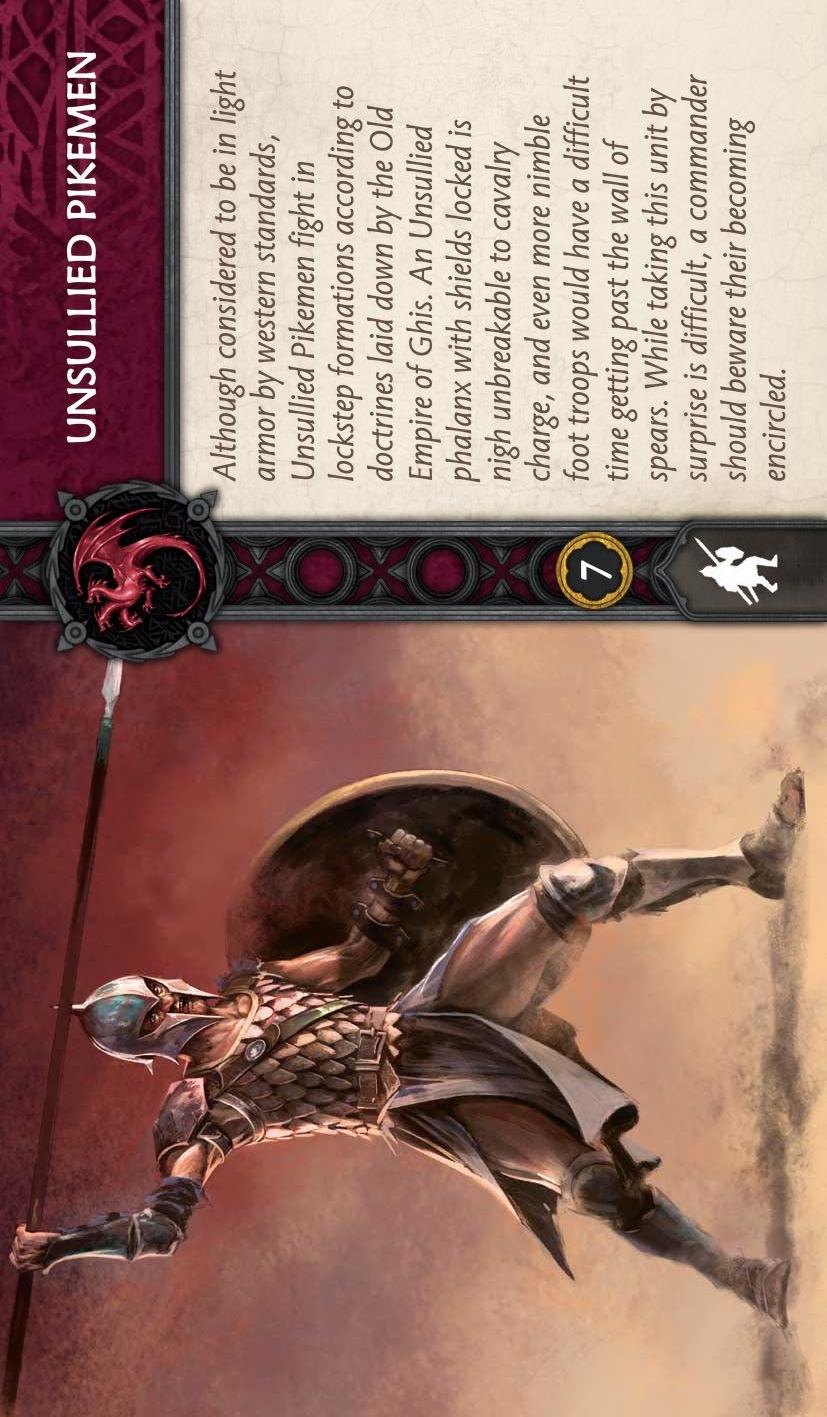 UNSULLIED PIKEMEN
Although considered to be in light
armor by western standards,
Unsullied Pikemen fight in
lockstep formations according to
doctrines laid down by the Old
Empire of Ghis. An Unsullied
phalanx with shields locked is
nigh unbreakable to cavalry
charge, and even more nimble
foot troops would have a difficult
time getting past the wall of
spears. While taking this unit by
surprise is difficult, a commander
should beware their becoming
encircled.
7